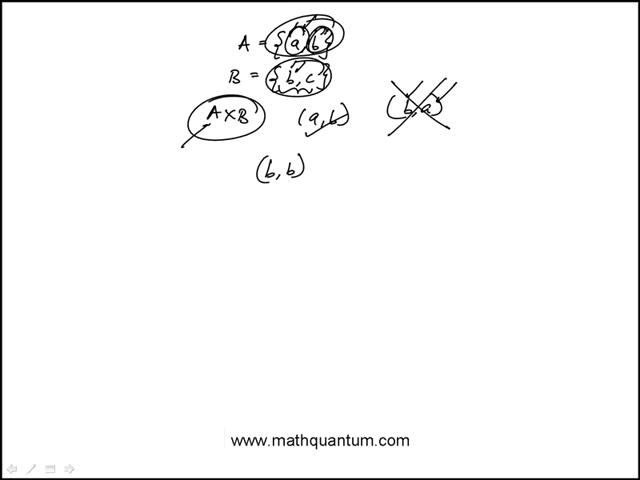 A = {a, b}
B = {b, c}
A×B (a, b) (b, a)
(b, b)
www.mathquantum.com